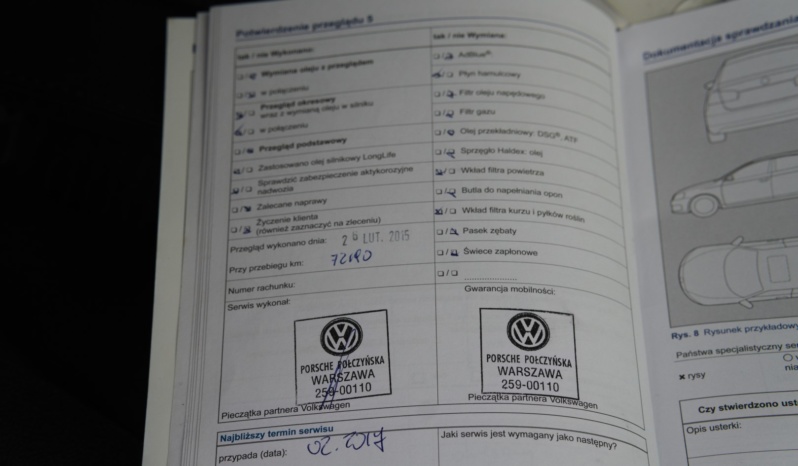 Potwierdzenie przeglądu 5
tak / nie Wykonano:
Wymiana oleju z przeglądem
w połączeniu
Przegląd okresowy
wraz z wymianą oleju w silniku
w połączeniu
Przegląd podstawowy
Zastosowano olej silnikowy LongLife
Sprawdzić zabezpieczenie antykorozyjne
nadwozia
Zalecane naprawy
Życzenie klienta
(również zaznaczyć na zleceniu)
Przegląd wykonano dnia: 26 LUT. 2015
Przy przebiegu km: 72190
Numer rachunku:
Serwis wykonał:
PORSCHE POŁCZYŃSKA
WARSZAWA
259-00110
Pieczątka partnera Volkswagen
tak / nie Wymiana:
AdBlue®
Płyn hamulcowy
Filtr oleju napędowego
Filtr gazu
Olej przekładniowy: DSG®, ATF
Sprzęgło Haldex: olej
Wkład filtra powietrza
Butla do napełniania opon
Wkład filtra kurzu i pyłków roślin
Pasek zębaty
Świece zapłonowe
Gwarancja mobilności:
PORSCHE POŁCZYŃSKA
WARSZAWA
259-00110
Pieczątka partnera Volkswagen
Najbliższy termin serwisu
przypada (data): 02.2017
Jaki serwis jest wymagany jako następny?
Dokumentacja sprawdzania
Rys. 8 Rysunek przykładowy
Państwa specjalistyczny
x rysy
Czy stwierdzono
Opis usterki: